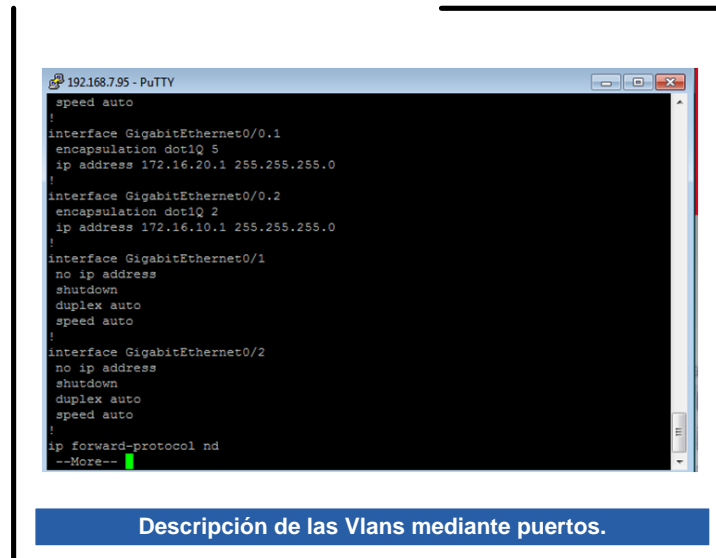 192.168.7.95 - PuTTY
speed auto
!
interface GigabitEthernet0/0.1
encapsulation dot1Q 5
ip address 172.16.20.1 255.255.255.0
!
interface GigabitEthernet0/0.2
encapsulation dot1Q 2
ip address 172.16.10.1 255.255.255.0
!
interface GigabitEthernet0/1
no ip address
shutdown
duplex auto
speed auto
!
interface GigabitEthernet0/2
no ip address
shutdown
duplex auto
speed auto
!
ip forward-protocol nd
--More--
Descripción de las Vlans mediante puertos.